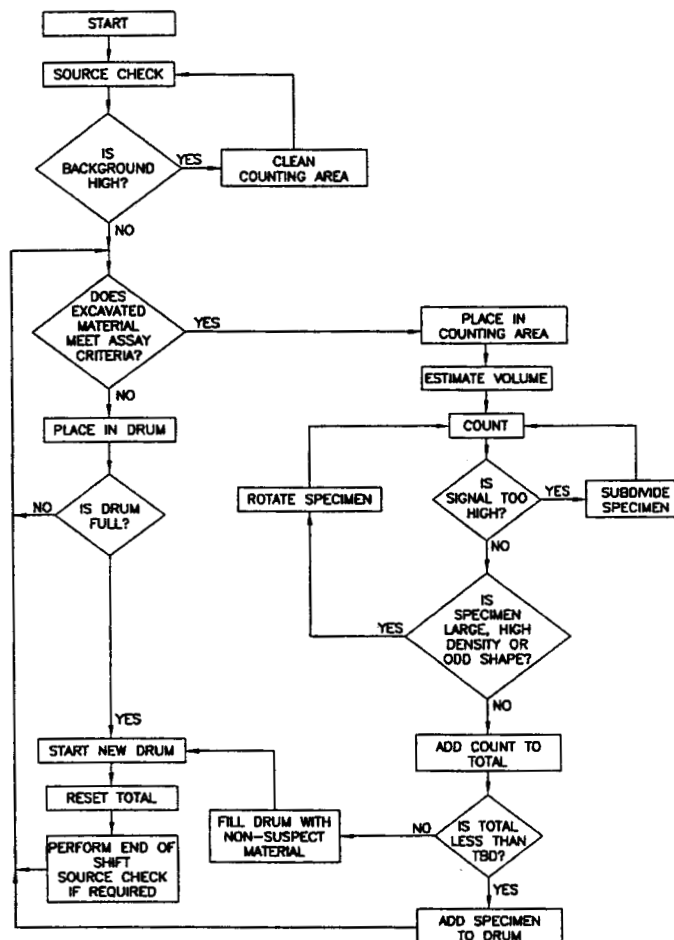 START
SOURCE CHECK
IS
BACKGROUND
HIGH?
YES
CLEAN
COUNTING AREA
NO
DOES
EXCAVATED
MATERIAL
MEET ASSAY
CRITERIA?
YES
PLACE IN
COUNTING AREA
ESTIMATE VOLUME
NO
PLACE IN DRUM
COUNT
IS DRUM
FULL?
NO
ROTATE SPECIMEN
IS
SIGNAL TOO
HIGH?
YES
SUBDIVIDE
SPECIMEN
NO
IS
SPECIMEN
LARGE, HIGH
DENSITY OR
ODD SHAPE?
YES
NO
YES
START NEW DRUM
ADD COUNT TO
TOTAL
RESET TOTAL
FILL DRUM WITH
NON-SUSPECT
MATERIAL
NO
IS TOTAL
LESS THAN
TBD?
PERFORM END OF
SHIFT
SOURCE CHECK
IF REQUIRED
YES
ADD SPECIMEN
TO DRUM